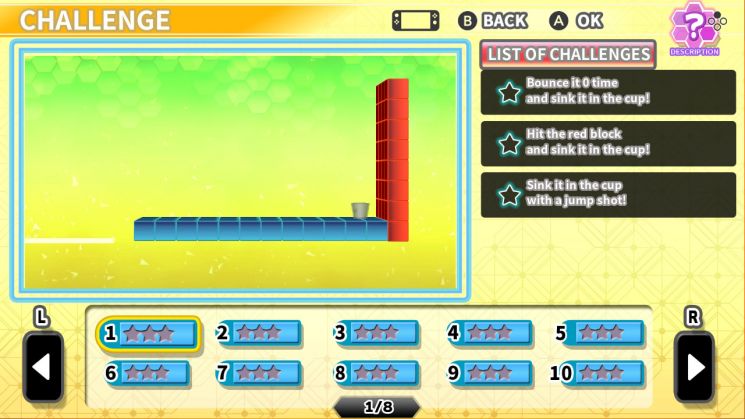 CHALLENGE
B BACK A OK
?
DESCRIPTION
LIST OF CHALLENGES
Bounce it 0 time
and sink it in the cup!
Hit the red block
and sink it in the cup!
Sink it in the cup
with a jump shot!
L
R
1
2
3
4
5
6
7
8
9
10
1/8